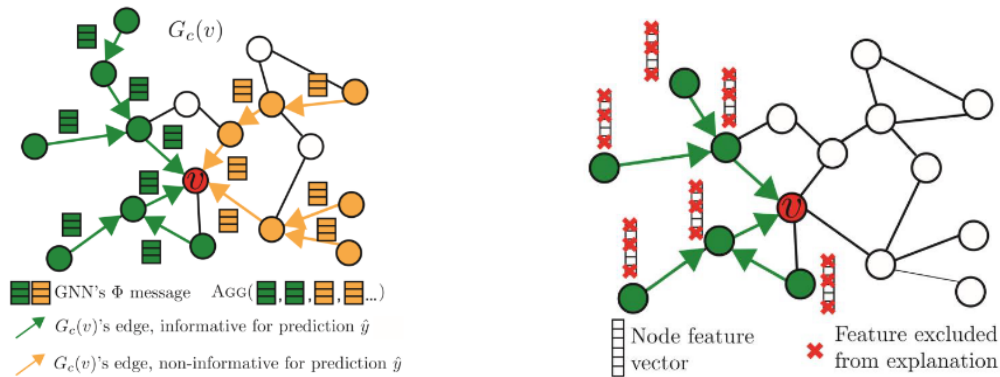 G_c(v)
v
GNN's Φ message AGG( , , , ...)
G_c(v)'s edge, informative for prediction ŷ
G_c(v)'s edge, non-informative for prediction ŷ
v
Node feature
vector
Feature excluded
from explanation